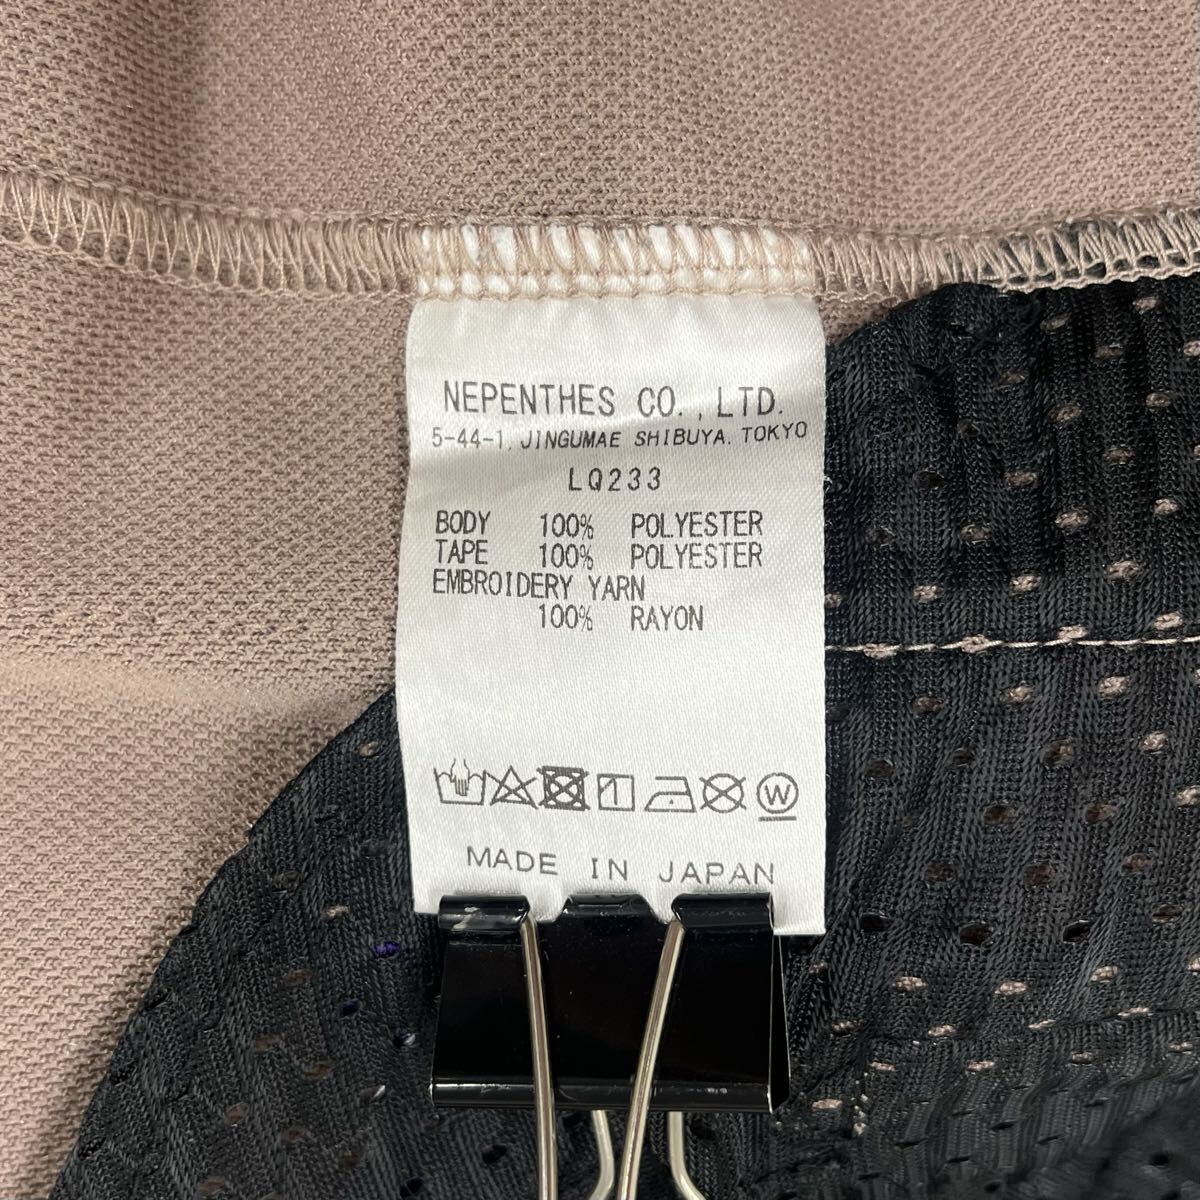 NEPENTHES CO., LTD.
5-44-1, JINGUMAE SHIBUYA. TOKYO
LQ233
BODY 100% POLYESTER
TAPE 100% POLYESTER
EMBROIDERY YARN
100% RAYON
W
MADE IN JAPAN